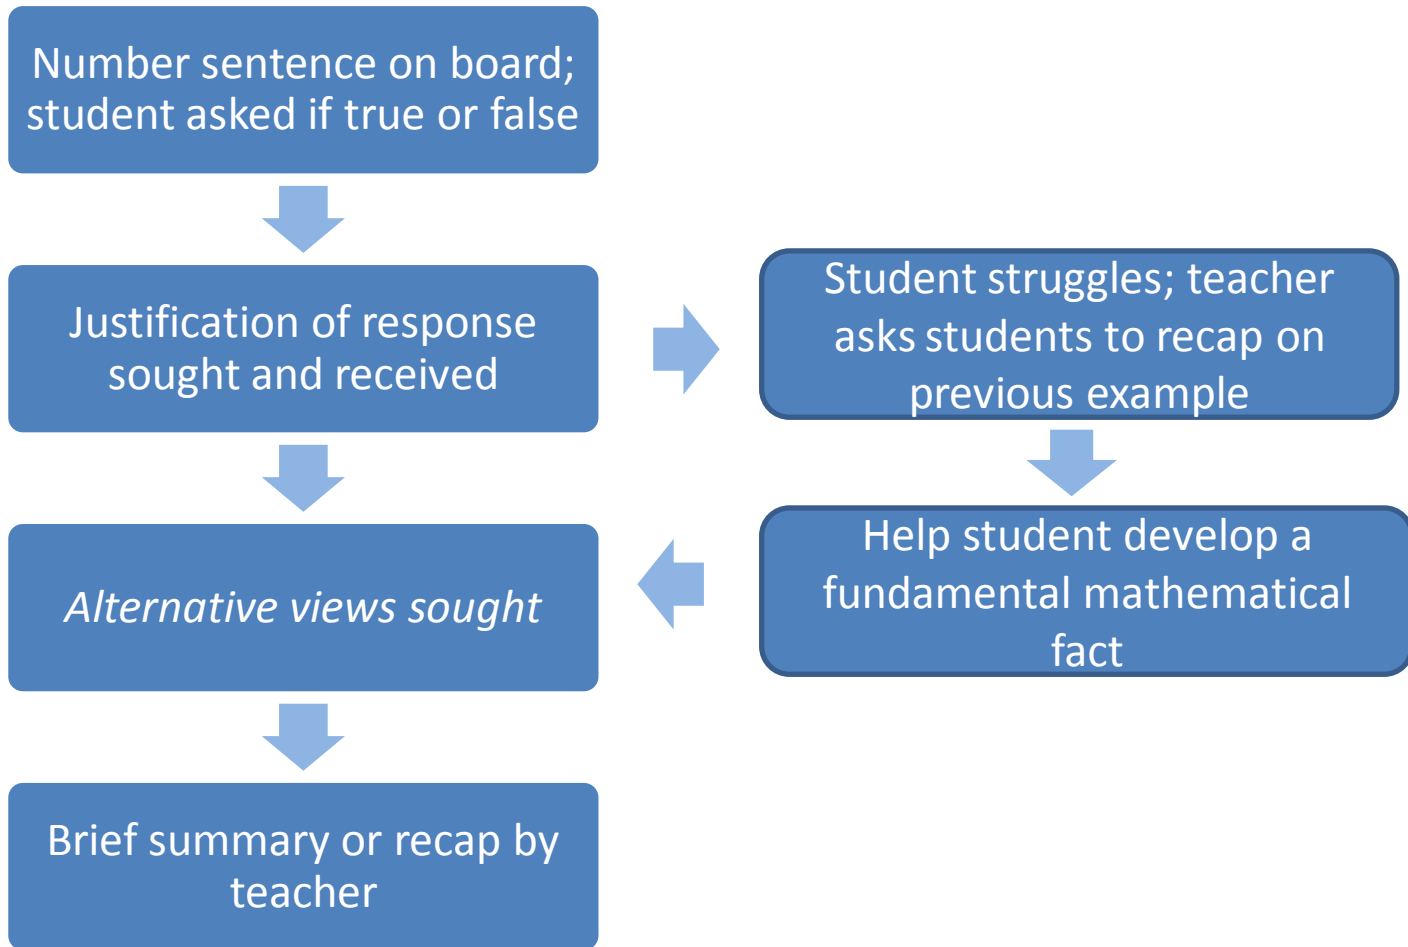 Number sentence on board;
student asked if true or false
Justification of response
sought and received
Student struggles; teacher
asks students to recap on
previous example
Alternative views sought
Help student develop a
fundamental mathematical
fact
Brief summary or recap by
teacher